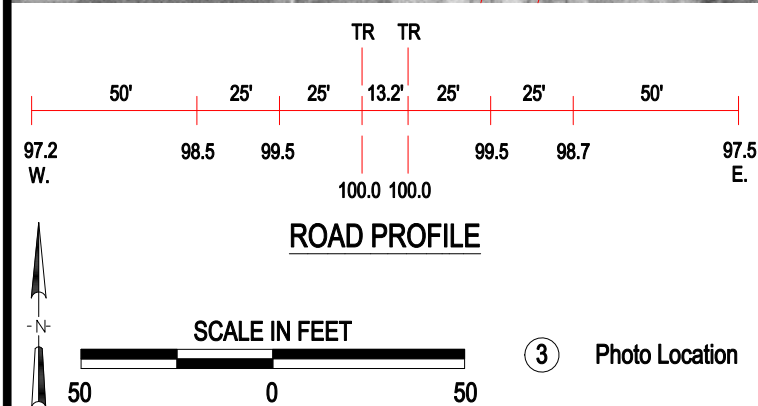 TR TR
50' 25' 25' 13.2' 25' 25' 50'
97.2 98.5 99.5 99.5 98.7 97.5
W. E.
100.0 100.0
ROAD PROFILE
-N-
SCALE IN FEET
3 Photo Location
50 0 50